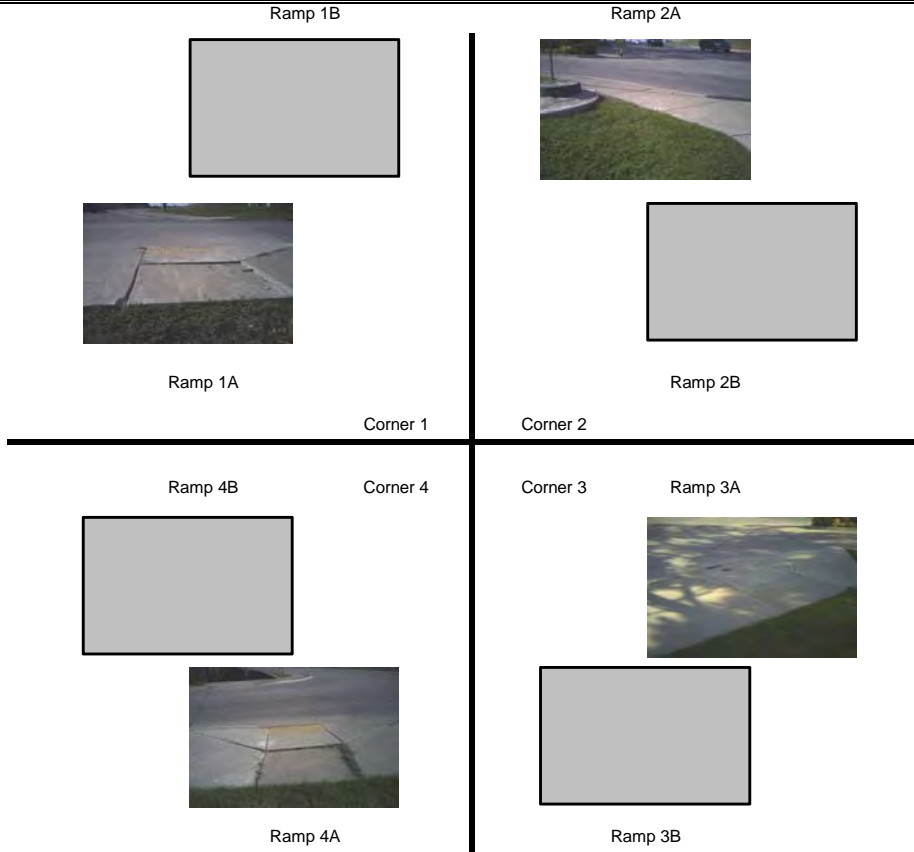 Ramp 1B
Ramp 2A
Ramp 1A
Ramp 2B
Corner 1
Corner 2
Ramp 4B
Corner 4
Corner 3
Ramp 3A
Ramp 4A
Ramp 3B